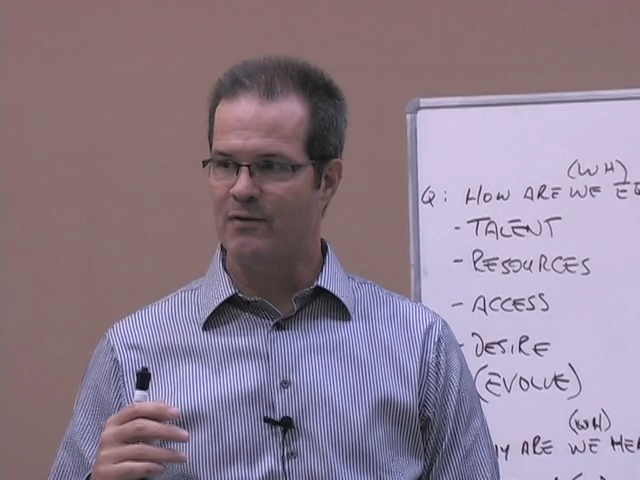 (WH)
Q: HOW ARE WE
- TALENT
- RESOURCES
- ACCESS
- DESIRE
(EVOLVE)
(WH)
ARE WE